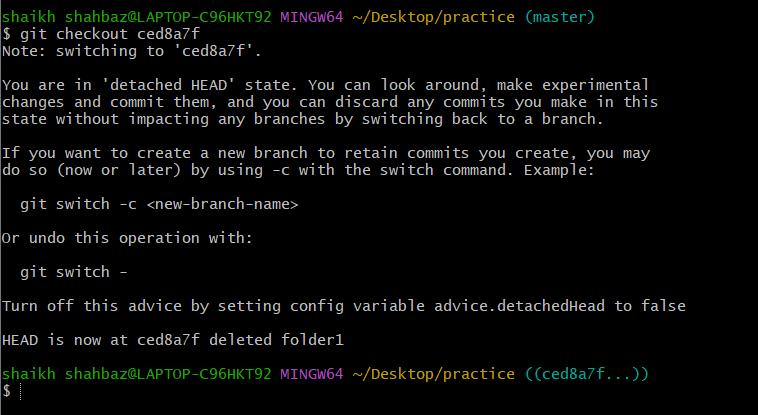 shaikh shahbaz@LAPTOP-C96HKT92 MINGW64 ~/Desktop/practice (master)
$ git checkout ced8a7f
Note: switching to 'ced8a7f'.
You are in 'detached HEAD' state. You can look around, make experimental
changes and commit them, and you can discard any commits you make in this
state without impacting any branches by switching back to a branch.
If you want to create a new branch to retain commits you create, you may
do so (now or later) by using -c with the switch command. Example:
git switch -c <new-branch-name>
Or undo this operation with:
git switch -
Turn off this advice by setting config variable advice.detachedHead to false
HEAD is now at ced8a7f deleted folder1
shaikh shahbaz@LAPTOP-C96HKT92 MINGW64 ~/Desktop/practice ((ced8a7f...))
$